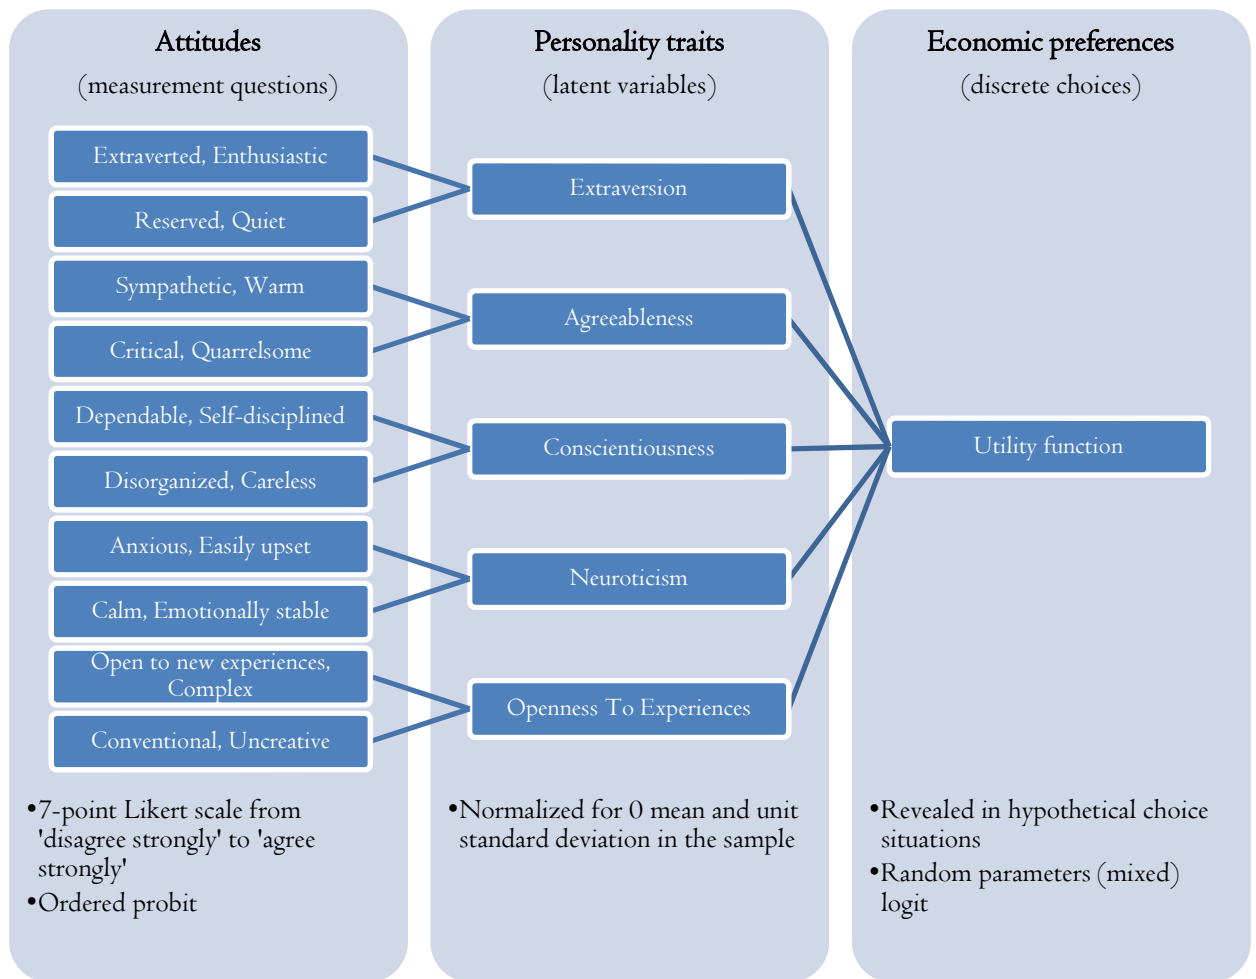 Attitudes
(measurement questions)
Extraverted, Enthusiastic
Reserved, Quiet
Sympathetic, Warm
Critical, Quarrelsome
Dependable, Self-disciplined
Disorganized, Careless
Anxious, Easily upset
Calm, Emotionally stable
Open to new experiences,
Complex
Conventional, Uncreative
•7-point Likert scale from
'disagree strongly' to 'agree
strongly'
•Ordered probit
Personality traits
(latent variables)
Extraversion
Agreeableness
Conscientiousness
Neuroticism
Openness To Experiences
•Normalized for 0 mean and unit
standard deviation in the sample
Economic preferences
(discrete choices)
Utility function
•Revealed in hypothetical choice
situations
•Random parameters (mixed)
logit